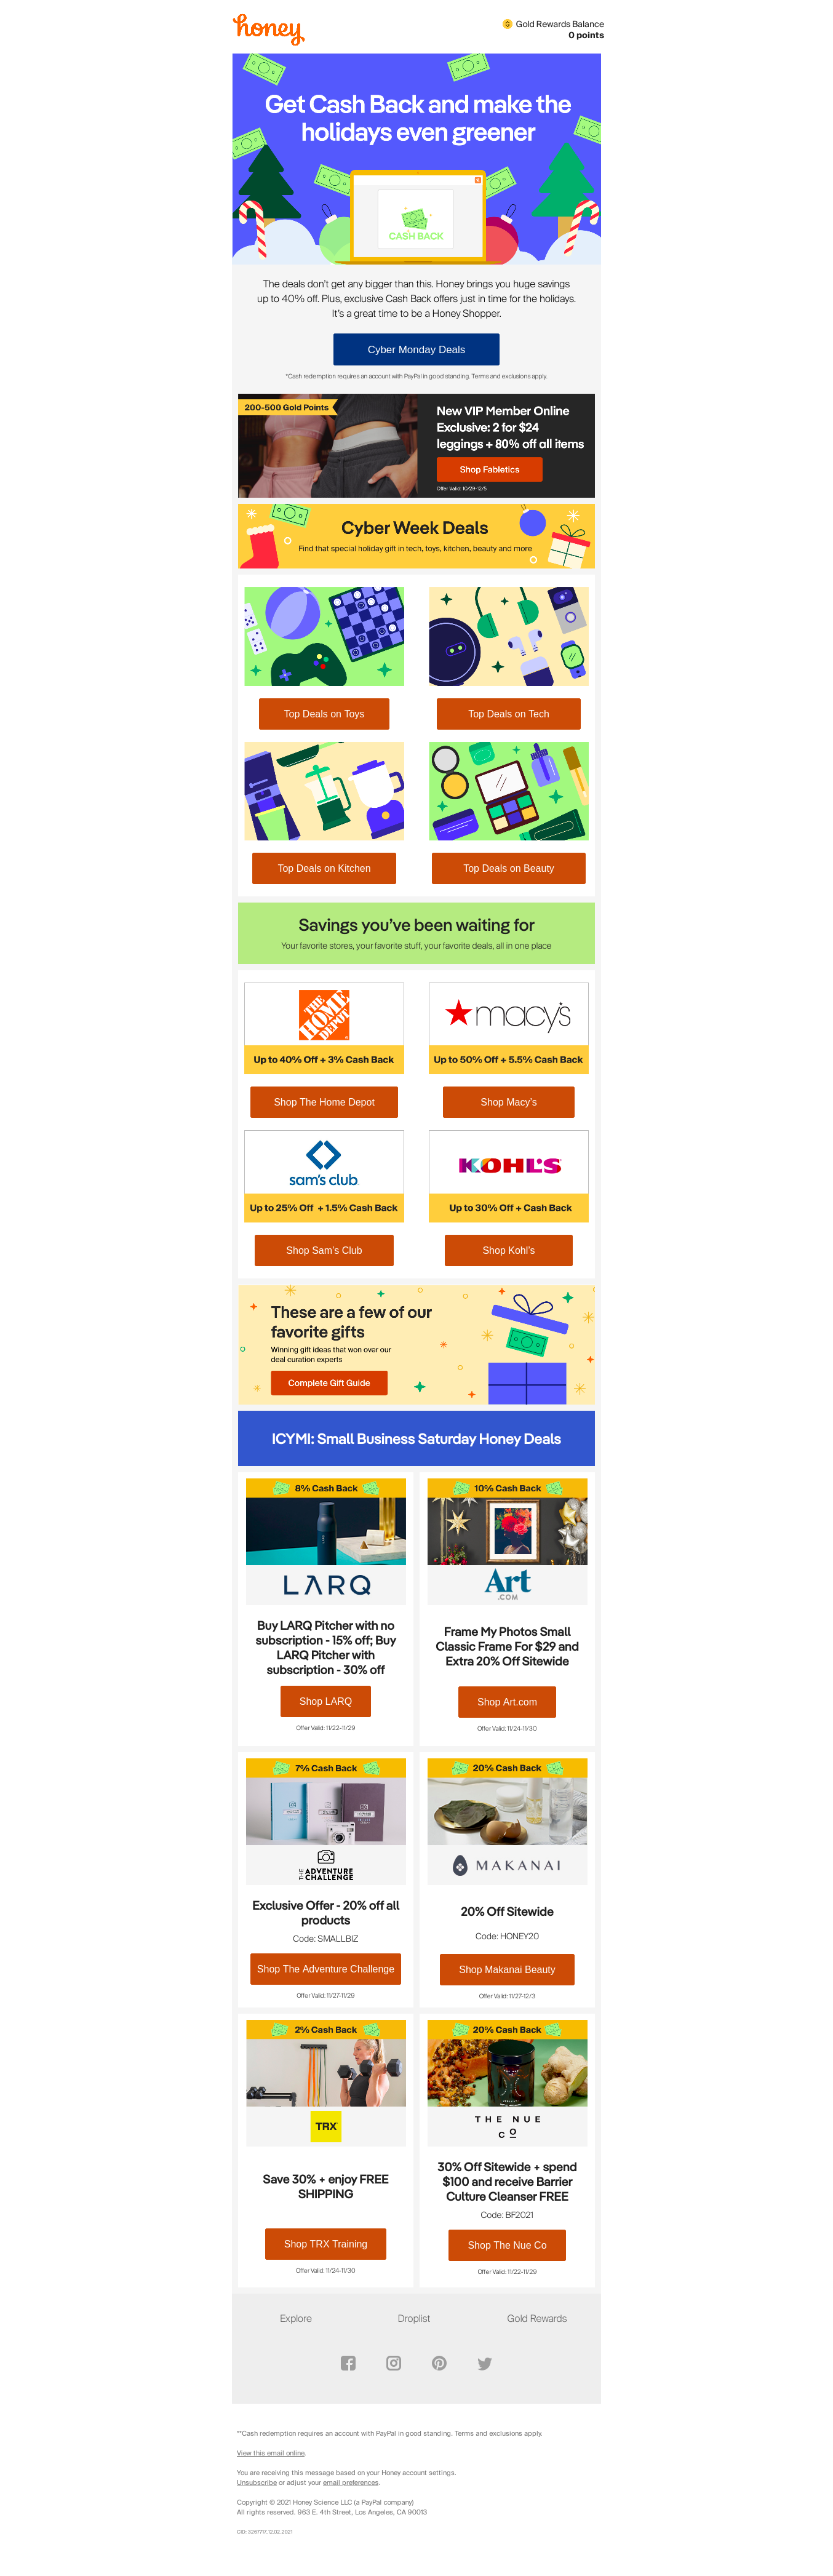 honey
Gold Rewards Balance
0 points
Get Cash Back and make the
holidays even greener
CASH BACK
The deals don't get any bigger than this. Honey brings you huge savings
up to 40% off. Plus, exclusive Cash Back offers just in time for the holidays.
It's a great time to be a Honey Shopper.
Cyber Monday Deals
*Cash redemption requires an account with PayPal in good standing. Terms and exclusions apply.
200-500 Gold Points
New VIP Member Online
Exclusive: 2 for $24
leggings + 80% off all items
Shop Fabletics
Offer Valid: 10/29-12/5
Cyber Week Deals
Find that special holiday gift in tech, toys, kitchen, beauty and more
Top Deals on Toys
Top Deals on Tech
Top Deals on Kitchen
Top Deals on Beauty
Savings you've been waiting for
Your favorite stores, your favorite stuff, your favorite deals, all in one place
THE HOME DEPOT
Up to 40% Off + 3% Cash Back
Shop The Home Depot
macy's
Up to 50% Off + 5.5% Cash Back
Shop Macy's
sam's club
Up to 25% Off + 1.5% Cash Back
Shop Sam's Club
KOHL'S
Up to 30% Off + Cash Back
Shop Kohl's
These are a few of our
favorite gifts
Winning gift ideas that won over our
deal curation experts
Complete Gift Guide
ICYMI: Small Business Saturday Honey Deals
8% Cash Back
LARQ
Buy LARQ Pitcher with no
subscription - 15% off; Buy
LARQ Pitcher with
subscription - 30% off
Shop LARQ
Offer Valid: 11/22-11/29
10% Cash Back
Art
.COM
Frame My Photos Small
Classic Frame For $29 and
Extra 20% Off Sitewide
Shop Art.com
Offer Valid: 11/24-11/30
7% Cash Back
THE ADVENTURE
CHALLENGE
Exclusive Offer - 20% off all
products
Code: SMALLBIZ
Shop The Adventure Challenge
Offer Valid: 11/27-11/29
20% Cash Back
MAKANAI
20% Off Sitewide
Code: HONEY20
Shop Makanai Beauty
Offer Valid: 11/27-12/3
2% Cash Back
TRX
Save 30% + enjoy FREE
SHIPPING
Shop TRX Training
Offer Valid: 11/24-11/30
20% Cash Back
THE NUE
CO
30% Off Sitewide + spend
$100 and receive Barrier
Culture Cleanser FREE
Code: BF2021
Shop The Nue Co
Offer Valid: 11/22-11/29
Explore
Droplist
Gold Rewards
**Cash redemption requires an account with PayPal in good standing. Terms and exclusions apply.
View this email online.
You are receiving this message based on your Honey account settings.
Unsubscribe or adjust your email preferences.
Copyright © 2021 Honey Science LLC (a PayPal company)
All rights reserved. 963 E. 4th Street, Los Angeles, CA 90013